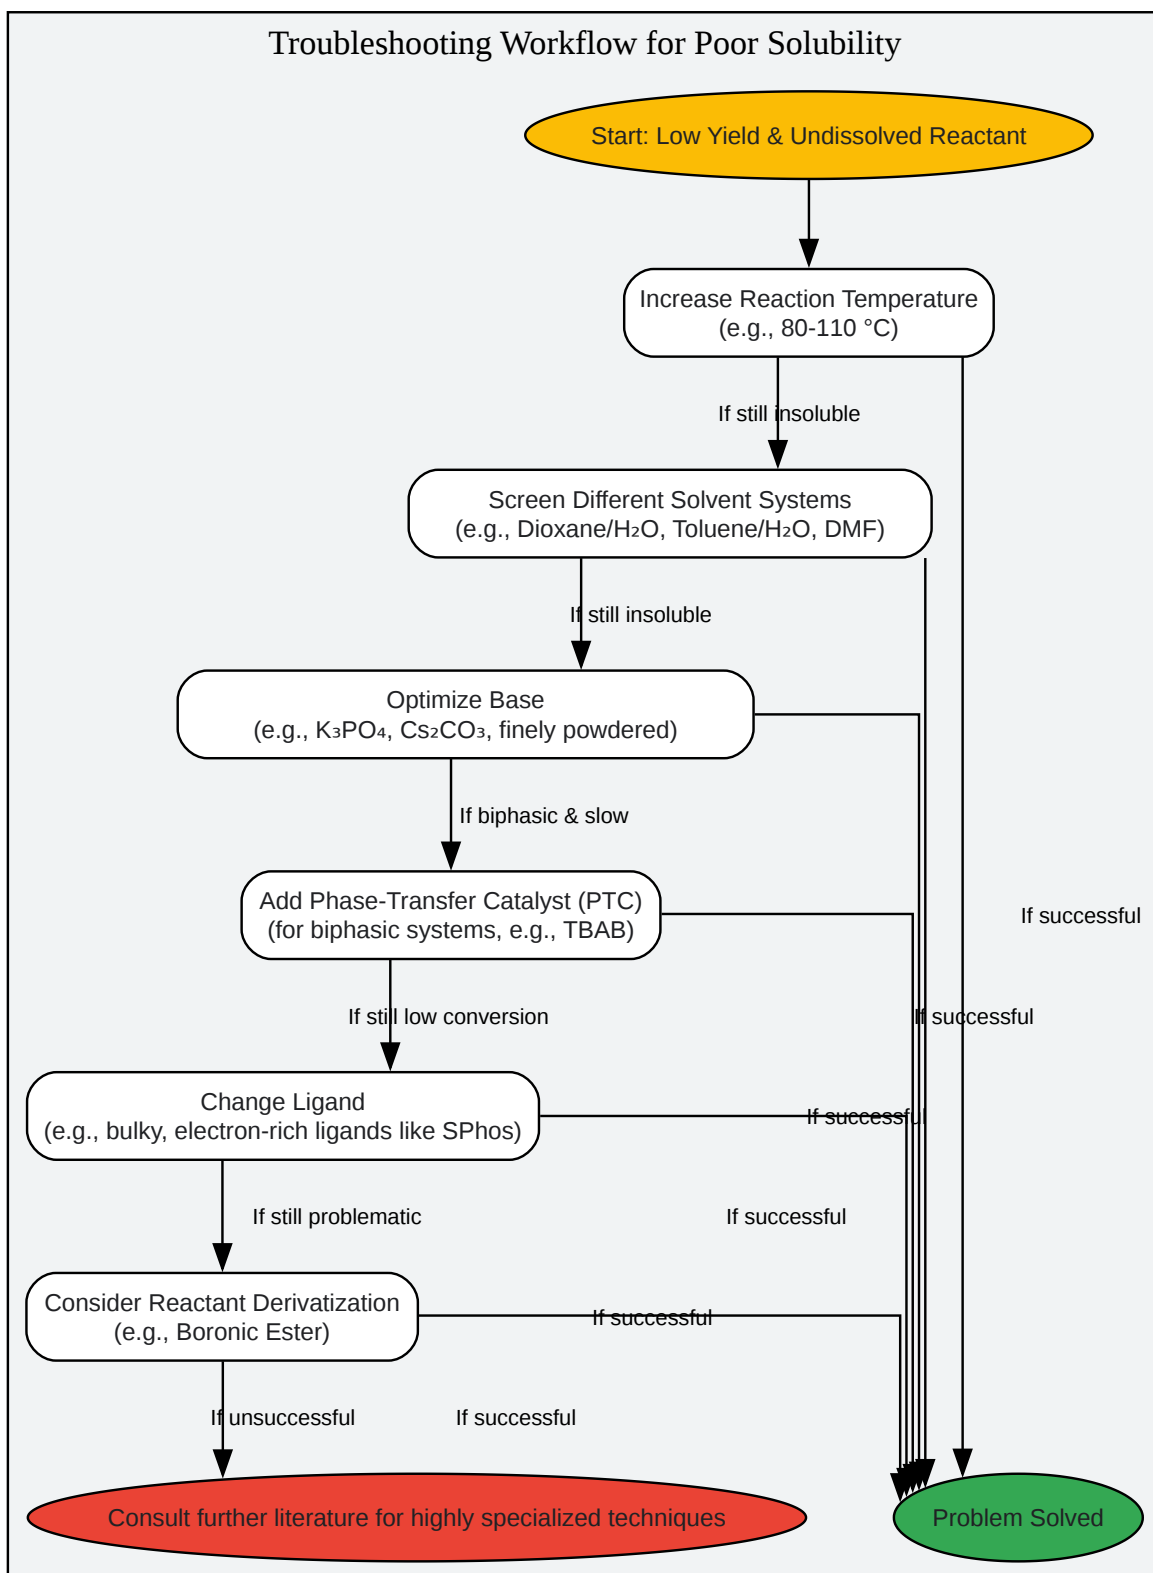 Troubleshooting Workflow for Poor Solubility
Start: Low Yield & Undissolved Reactant
Increase Reaction Temperature
(e.g., 80-110 °C)
If still insoluble
Screen Different Solvent Systems
(e.g., Dioxane/H₂O, Toluene/H₂O, DMF)
If still insoluble
Optimize Base
(e.g., K₃PO₄, Cs₂CO₃, finely powdered)
If biphasic & slow
Add Phase-Transfer Catalyst (PTC)
(for biphasic systems, e.g., TBAB)
If successful
If still low conversion
If successful
Change Ligand
(e.g., bulky, electron-rich ligands like SPhos)
If successful
If still problematic
If successful
Consider Reactant Derivatization
(e.g., Boronic Ester)
If successful
If unsuccessful
If successful
Consult further literature for highly specialized techniques
Problem Solved